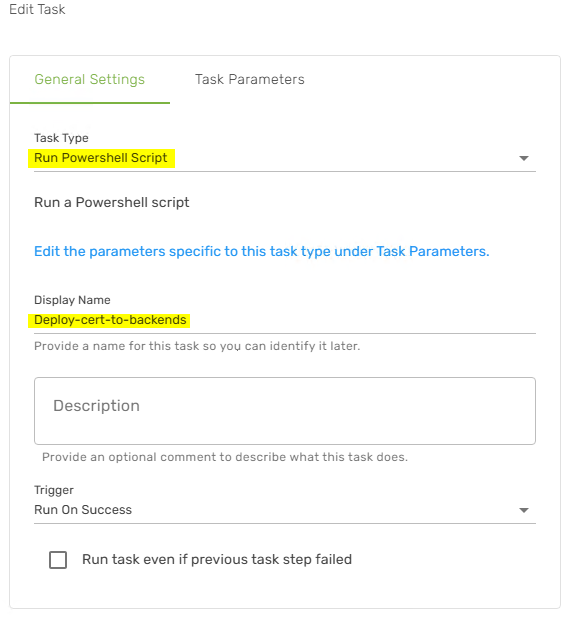 Edit Task
General Settings
Task Parameters
Task Type
Run Powershell Script
Run a Powershell script
Edit the parameters specific to this task type under Task Parameters.
Display Name
Deploy-cert-to-backends
Provide a name for this task so you can identify it later.
Description
Provide an optional comment to describe what this task does.
Trigger
Run On Success
Run task even if previous task step failed